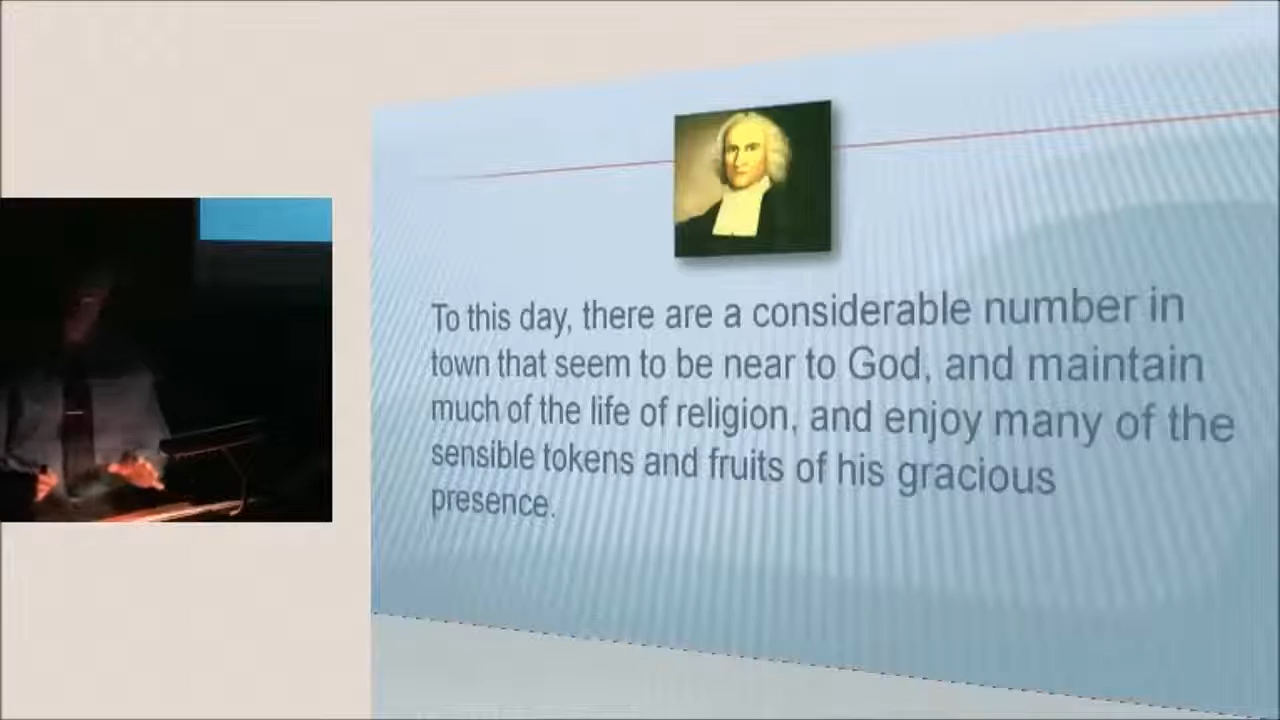 To this day, there are a considerable number in
town that seem to be near to God, and maintain
much of the life of religion, and enjoy many of the
sensible tokens and fruits of his gracious
presence.